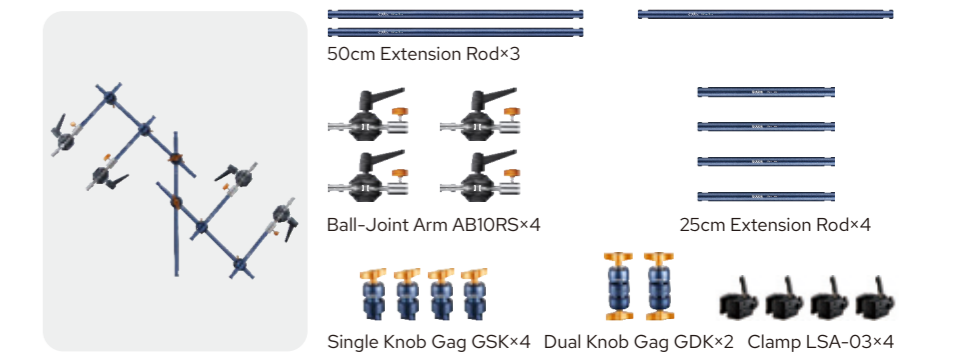 50cm Extension Rod×3
Ball-Joint Arm AB10RS×4
25cm Extension Rod×4
Single Knob Gag GSK×4
Dual Knob Gag GDK×2
Clamp LSA-03×4